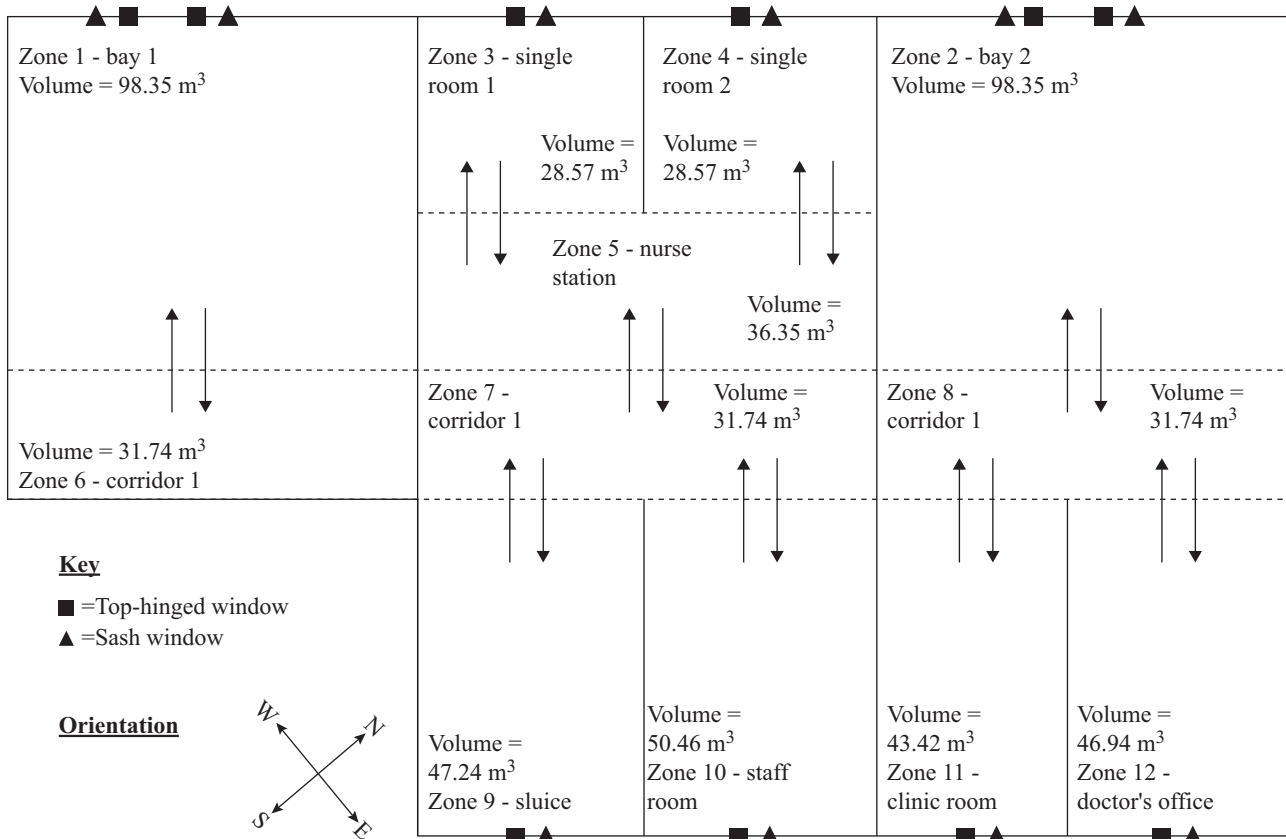 Zone 1 - bay 1
Volume = 98.35 m³
Zone 3 - single
room 1
Volume =
28.57 m³
Zone 4 - single
room 2
Volume =
28.57 m³
Zone 2 - bay 2
Volume = 98.35 m³
Zone 5 - nurse
station
Volume =
36.35 m³
Volume = 31.74 m³
Zone 6 - corridor 1
Zone 7 -
corridor 1
Volume =
31.74 m³
Zone 8 -
corridor 1
Volume =
31.74 m³
Key
=Top-hinged window
=Sash window
Orientation
W
N
S
E
Volume =
47.24 m³
Zone 9 - sluice
Volume =
50.46 m³
Zone 10 - staff
room
Volume =
43.42 m³
Zone 11 -
clinic room
Volume =
46.94 m³
Zone 12 -
doctor's office